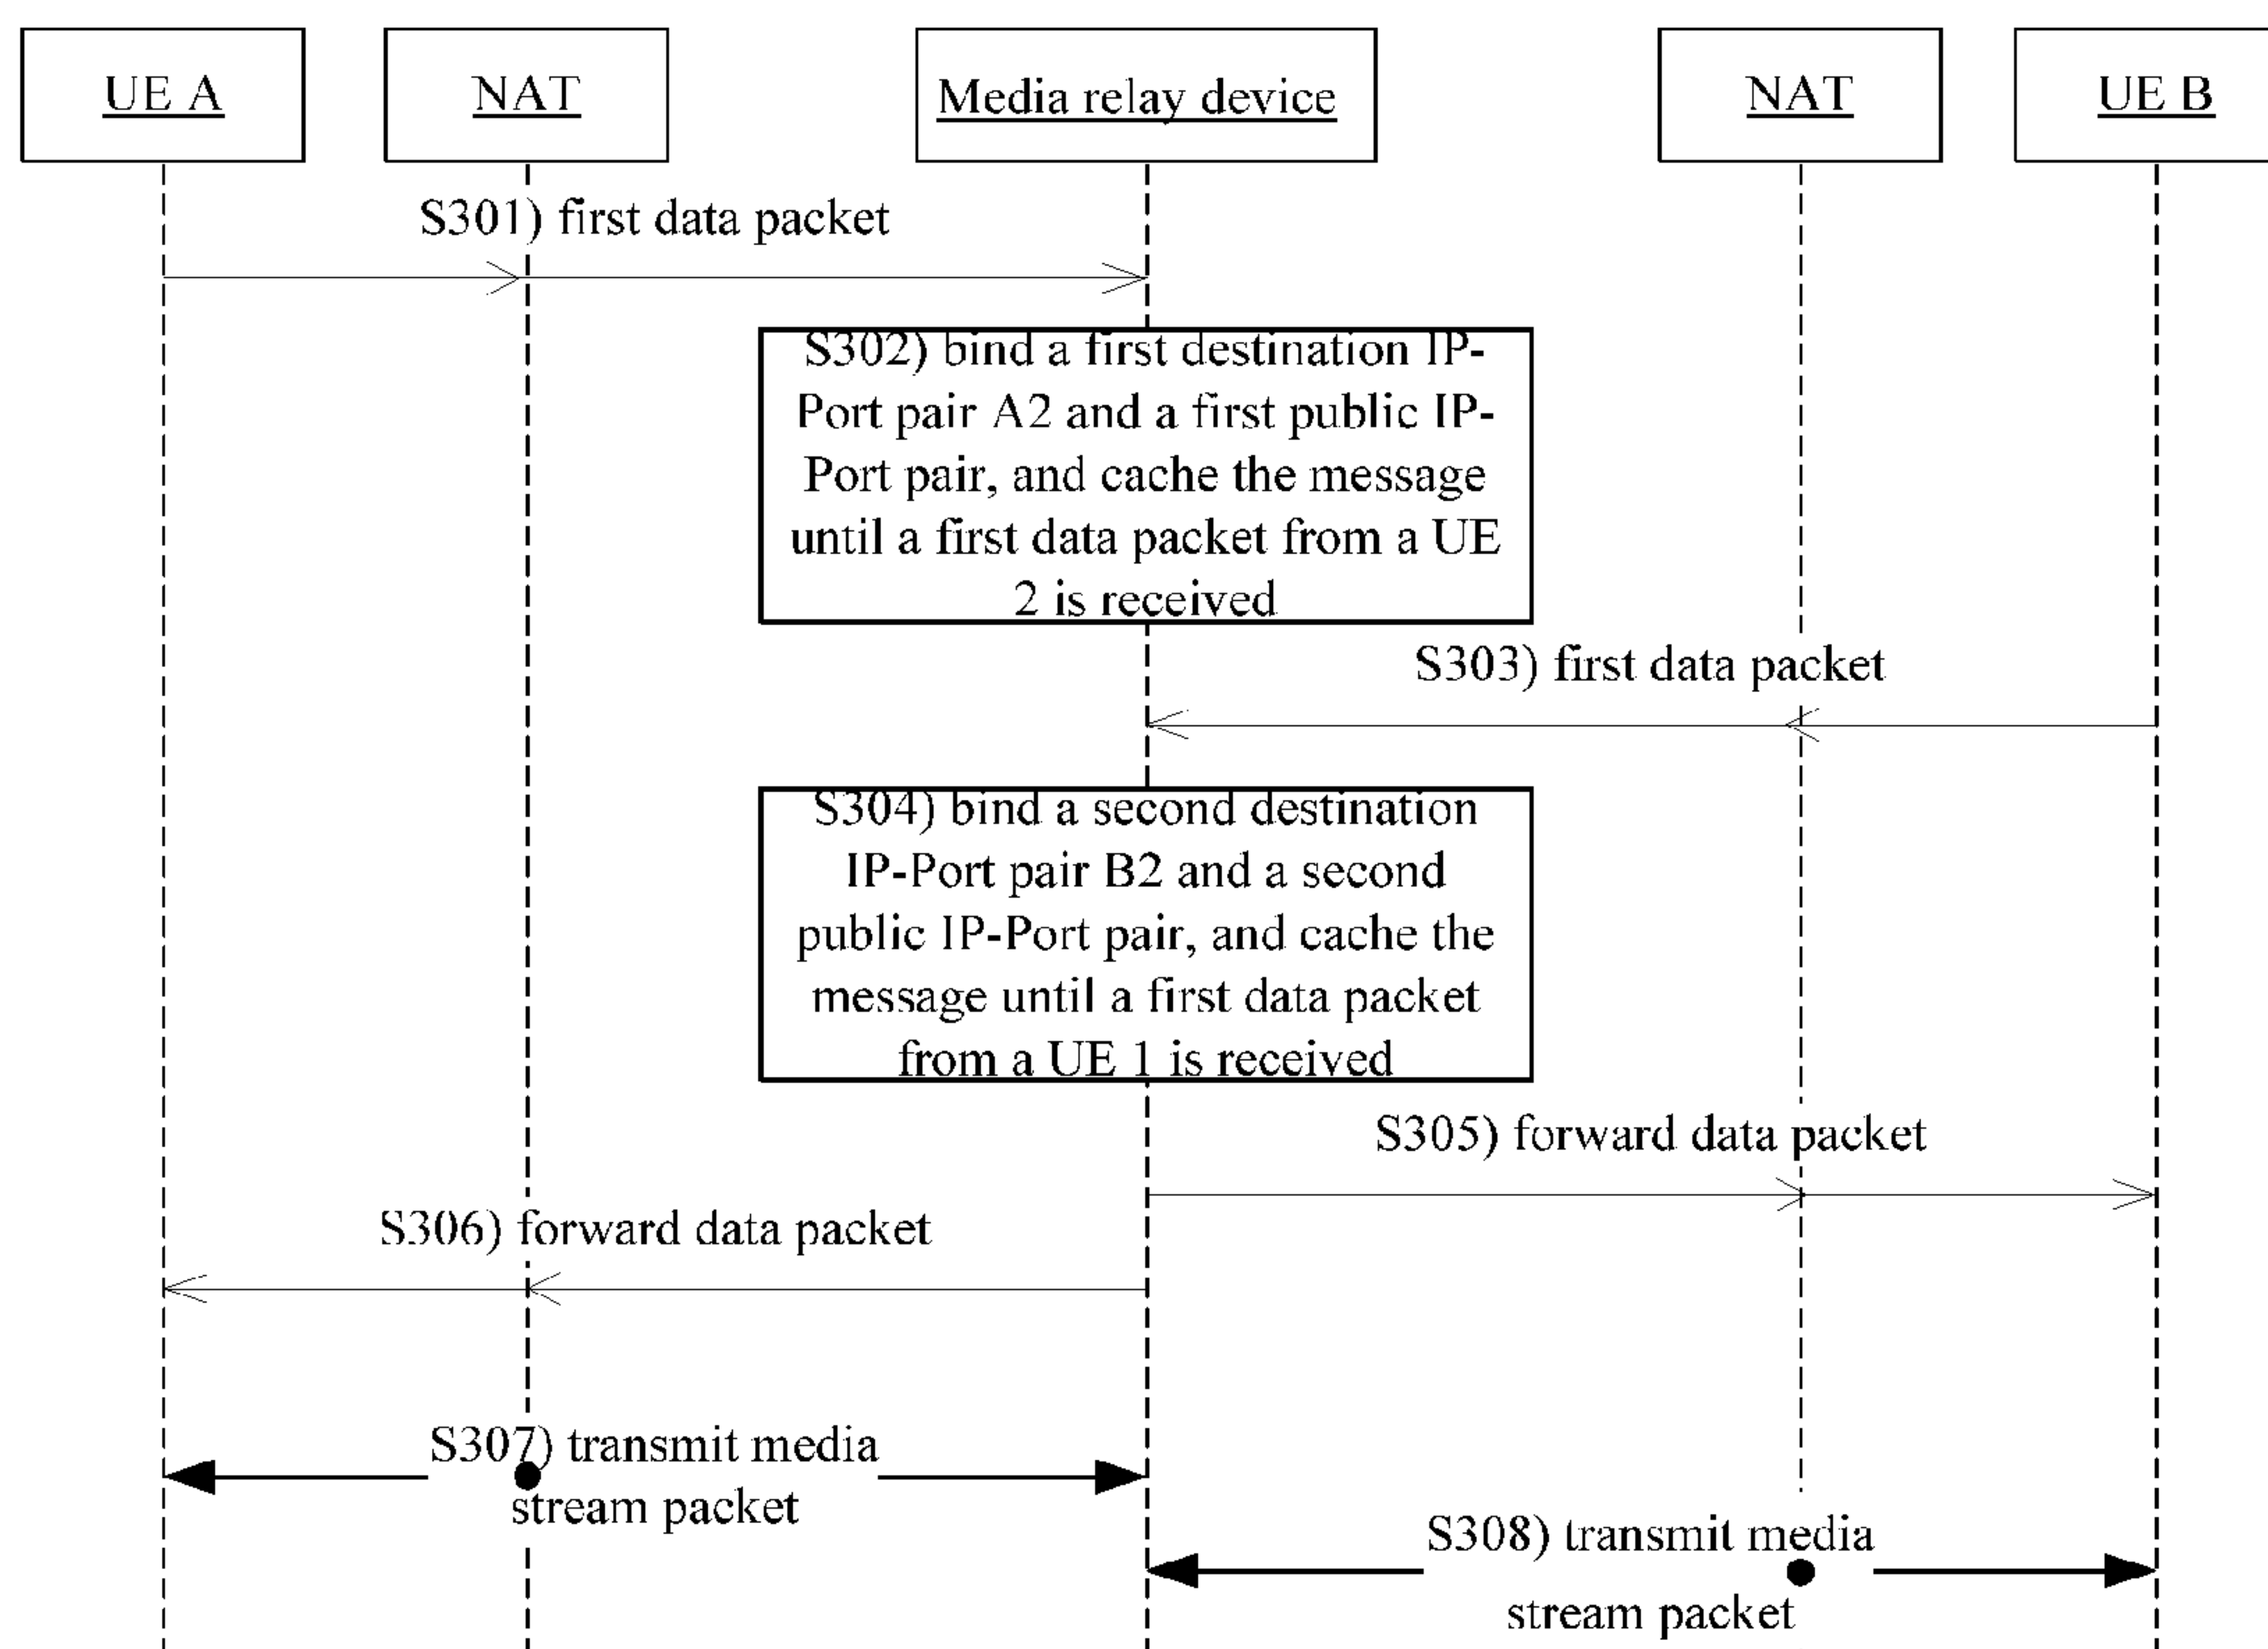 UE A
NAT
Media relay device
NAT
UE B
S301) first data packet
S302) bind a first destination IP-
Port pair A2 and a first public IP-
Port pair, and cache the message
until a first data packet from a UE
2 is received
S303) first data packet
S304) bind a second destination
IP-Port pair B2 and a second
public IP-Port pair, and cache the
message until a first data packet
from a UE 1 is received
S305) forward data packet
S306) forward data packet
S307) transmit media
stream packet
S308) transmit media
stream packet